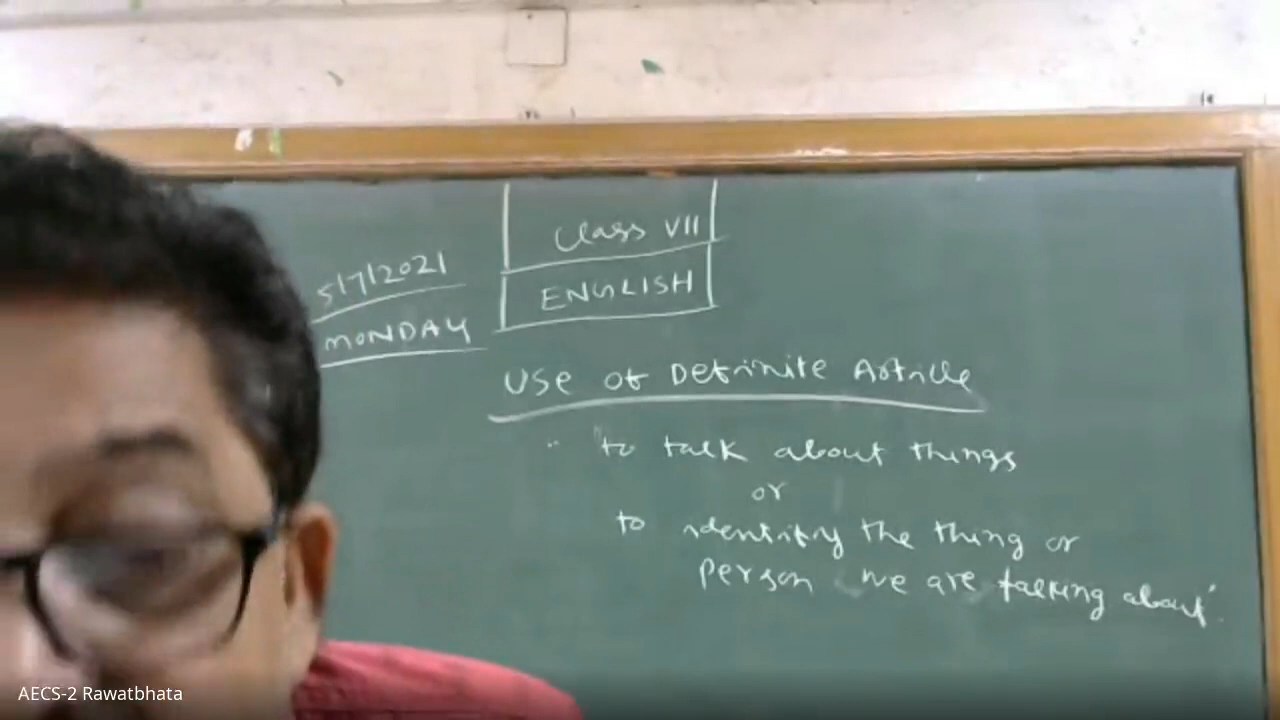 Class VII
5/7/2021
ENGLISH
MONDAY
Use of Definite Article
" to talk about things
or
to identify the thing or
person we are talking about".
AECS-2 Rawatbhata